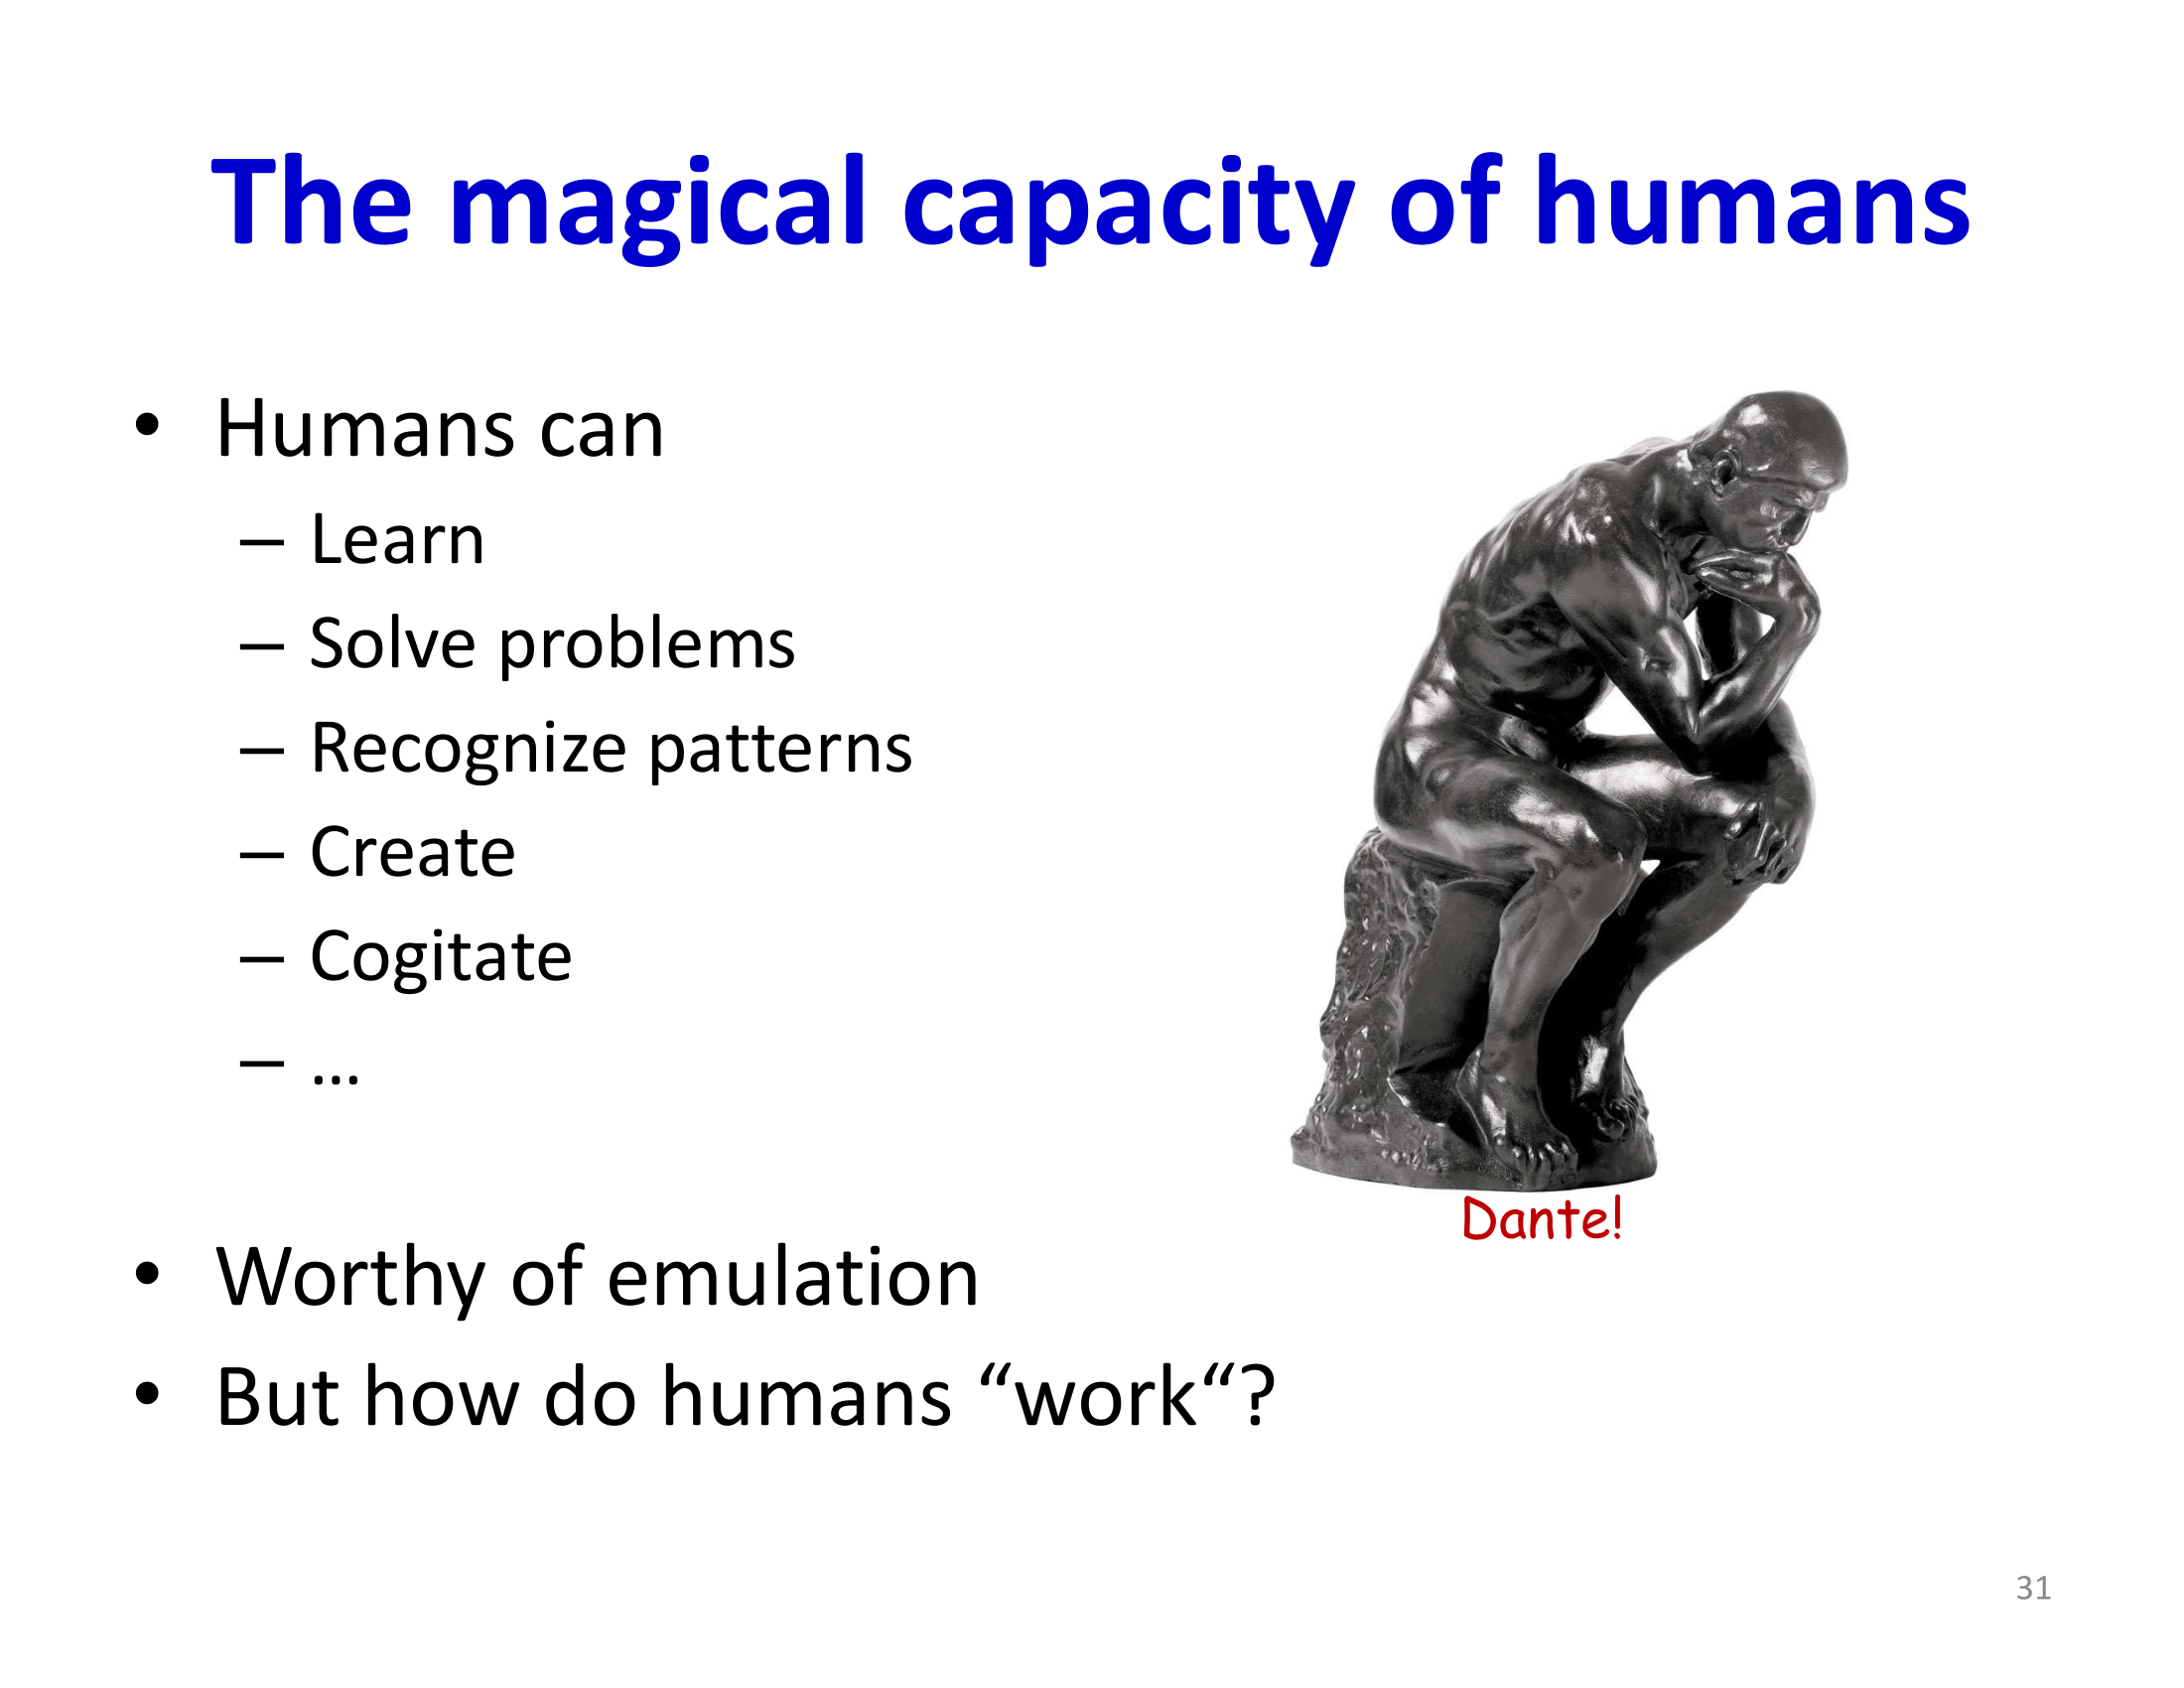 The magical capacity of humans
• Humans can
– Learn
– Solve problems
– Recognize patterns
– Create
– Cogitate
– …
Dante!
• Worthy of emulation
• But how do humans “work“?
31